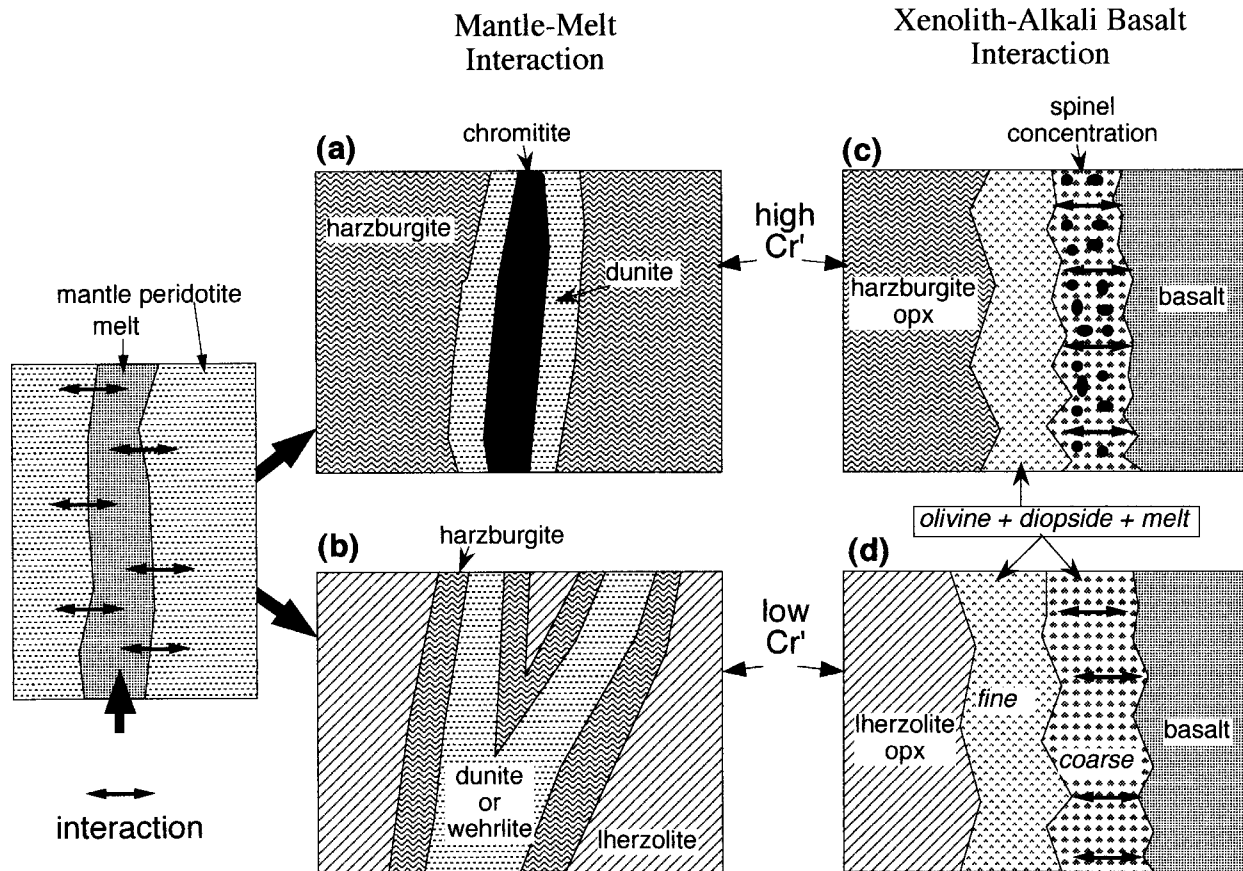 Mantle-Melt
Interaction
Xenolith-Alkali Basalt
Interaction
mantle peridotite
melt
interaction
(a)
chromitite
harzburgite
dunite
high
Cr'
(c)
spinel
concentration
harzburgite
opx
basalt
olivine + diopside + melt
(b)
harzburgite
dunite
or
wehrlite
lherzolite
low
Cr'
(d)
lherzolite
opx
fine
coarse
basalt